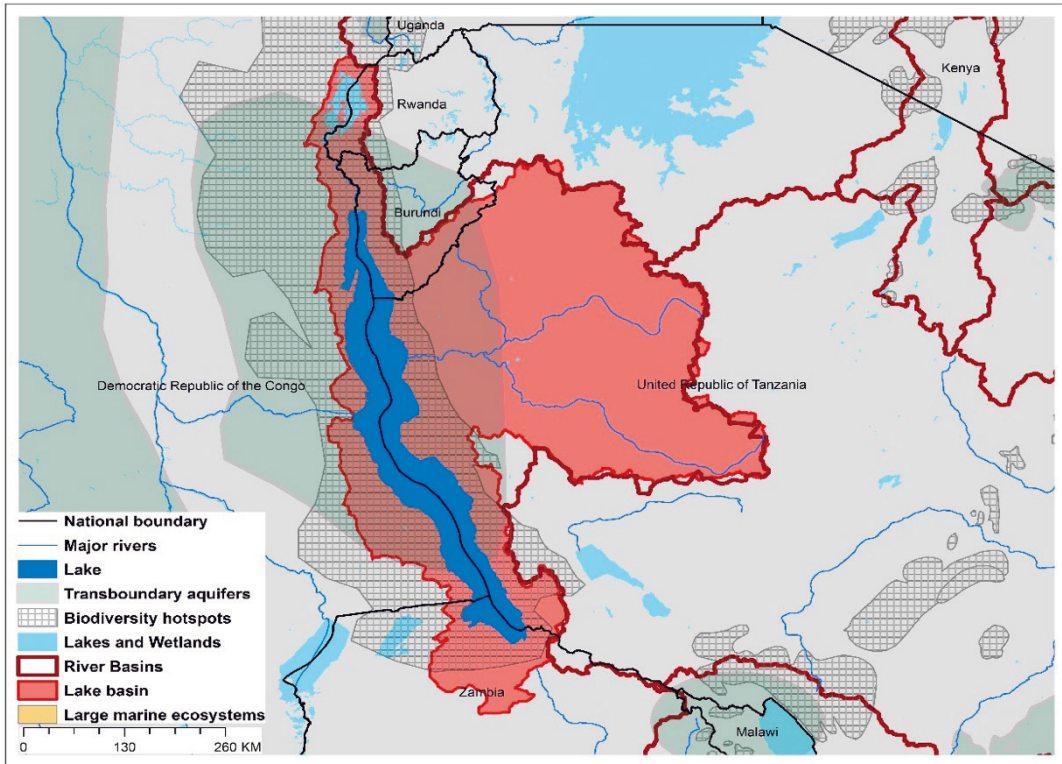 Uganda
Kenya
Rwanda
Burundi
Democratic Republic of the Congo
United Republic of Tanzania
Zambia
Malawi
National boundary
Major rivers
Lake
Transboundary aquifers
Biodiversity hotspots
Lakes and Wetlands
River Basins
Lake basin
Large marine ecosystems
0 130 260 KM